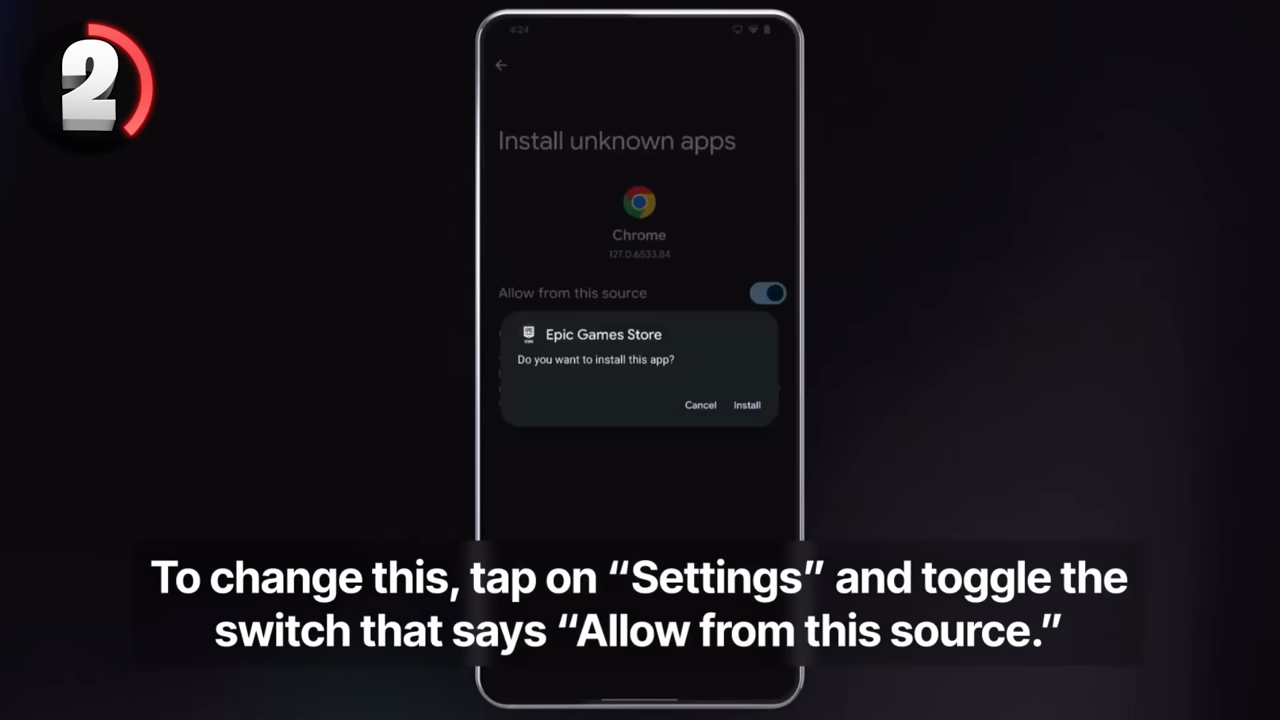 2
4:24
Install unknown apps
Chrome
127.0.6533.84
Allow from this source
Epic Games Store
Do you want to install this app?
Cancel Install
To change this, tap on “Settings” and toggle the
switch that says “Allow from this source.”